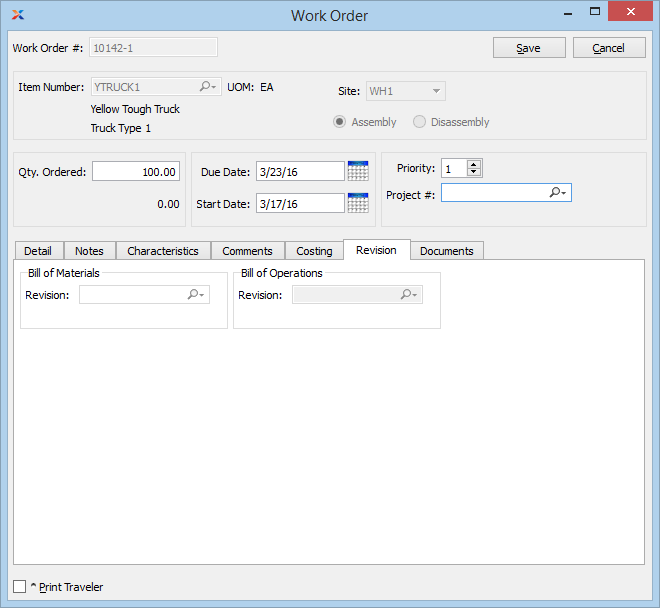 Work Order
Work Order #: 10142-1 Save Cancel
Item Number: YTRUCK1 UOM: EA Site: WH1
Yellow Tough Truck
Truck Type 1 Assembly Disassembly
Qty. Ordered: 100.00 Due Date: 3/23/16 Priority: 1
0.00 Start Date: 3/17/16 Project #:
Detail Notes Characteristics Comments Costing Revision Documents
Bill of Materials Bill of Operations
Revision: Revision:
^ Print Traveler